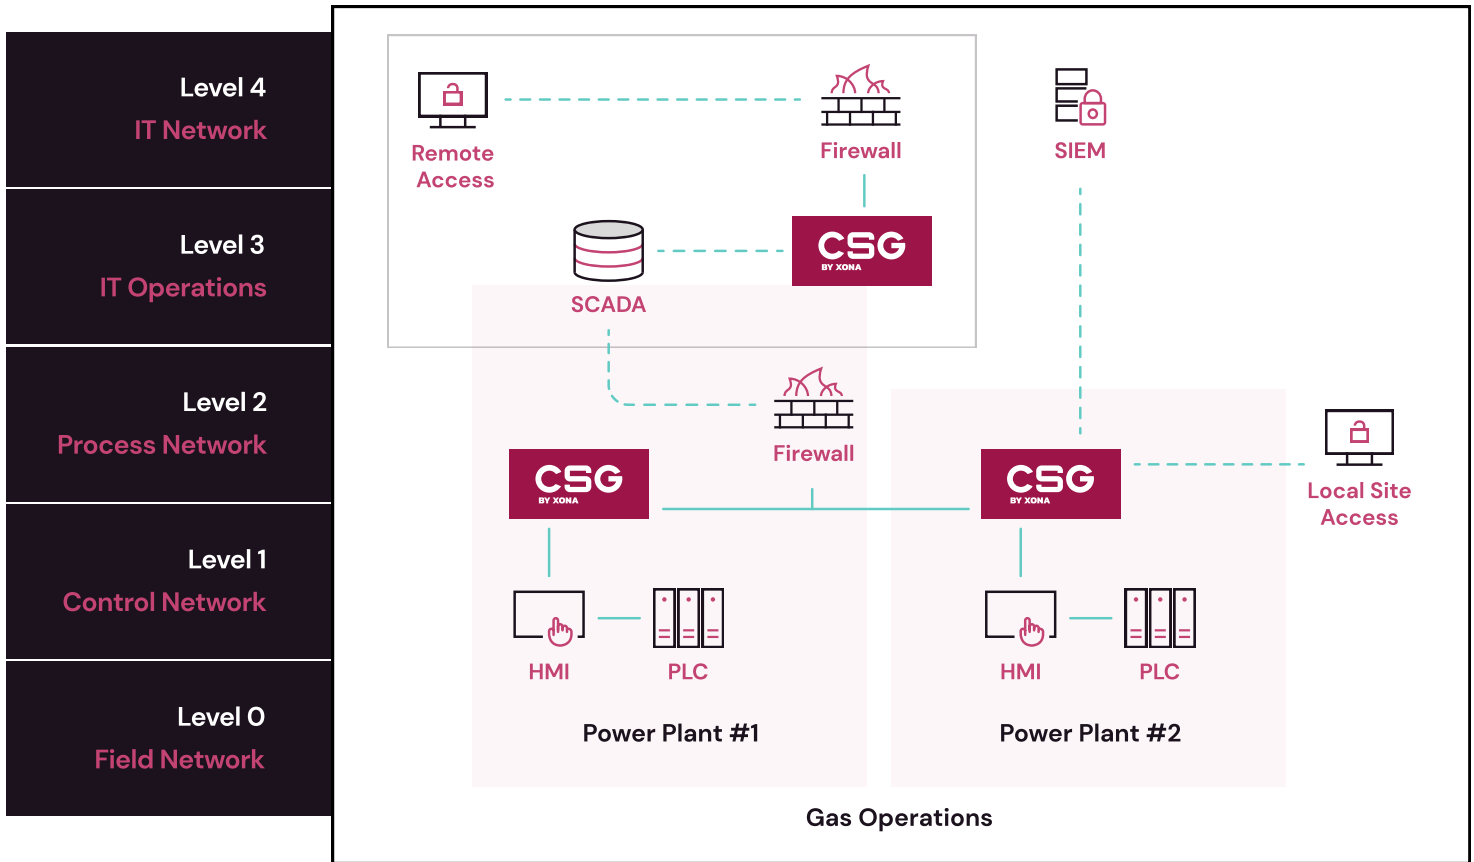 Level 4
IT Network
Level 3
IT Operations
Level 2
Process Network
Level 1
Control Network
Level 0
Field Network
Remote
Access
Firewall
SIEM
SCADA
CSG
BY XONA
Firewall
CSG
BY XONA
CSG
BY XONA
Local Site
Access
HMI
PLC
HMI
PLC
Power Plant #1
Power Plant #2
Gas Operations